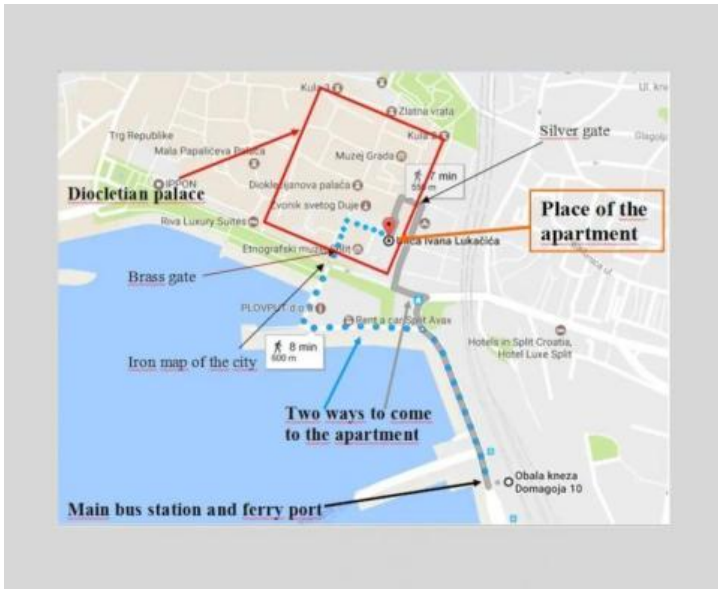 Kula 3
Zlatna vrata
Kula
Ul.
Silver gate
Trg Republike
Mala Papalićeva Palača
Muzej Grada
7 min
550 m
IPPON
Diocletian palace
Dioklecijanova palača
Zvonik svetog Duje
Place of the
apartment
Riva Luxury Suites
Ulica Ivana Lukačića
Etnografski muzej Split
Brass gate
PLOVPUT d.o.o
Rent a car Split Avax
8 min
600 m
Hotels in Split Croatia,
Hotel Luxe Split
Iron map of the city
Two ways to come
to the apartment
Obala kneza
Domagoja 10
Main bus station and ferry port